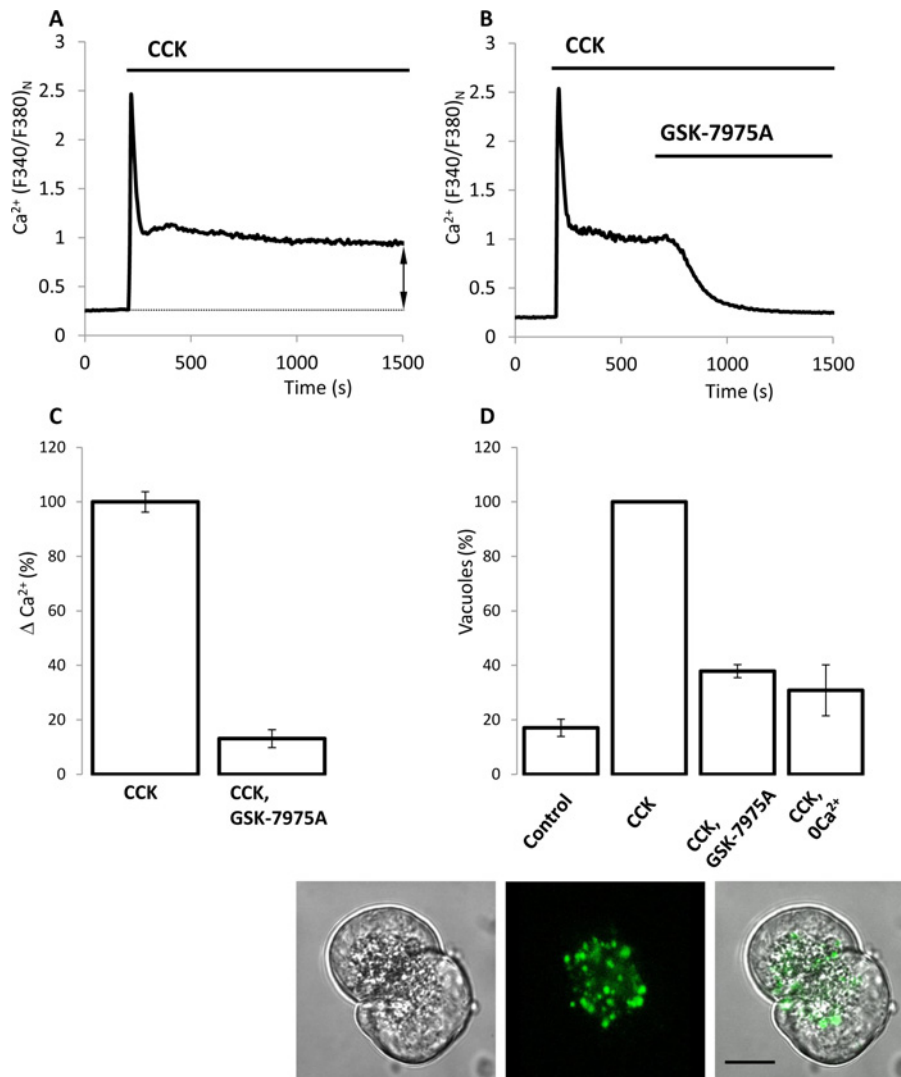 A
CCK
3
2.5
2
1.5
1
0.5
0
Ca²⁺ (F340/F380)N
0 500 1000 1500
Time (s)
B
CCK
GSK-7975A
3
2.5
2
1.5
1
0.5
0
Ca²⁺ (F340/F380)N
0 500 1000 1500
Time (s)
C
120
100
80
60
40
20
0
Δ Ca²⁺ (%)
CCK
CCK,
GSK-7975A
D
120
100
80
60
40
20
0
Vacuoles (%)
Control
CCK
CCK,
GSK-7975A
CCK,
0Ca²⁺